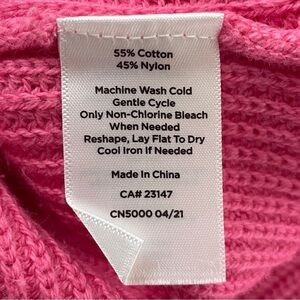 55% Cotton
45% Nylon
Machine Wash Cold
Gentle Cycle
Only Non-Chlorine Bleach
When Needed
Reshape, Lay Flat To Dry
Cool Iron If Needed
Made In China
CA# 23147
CN5000 04/21